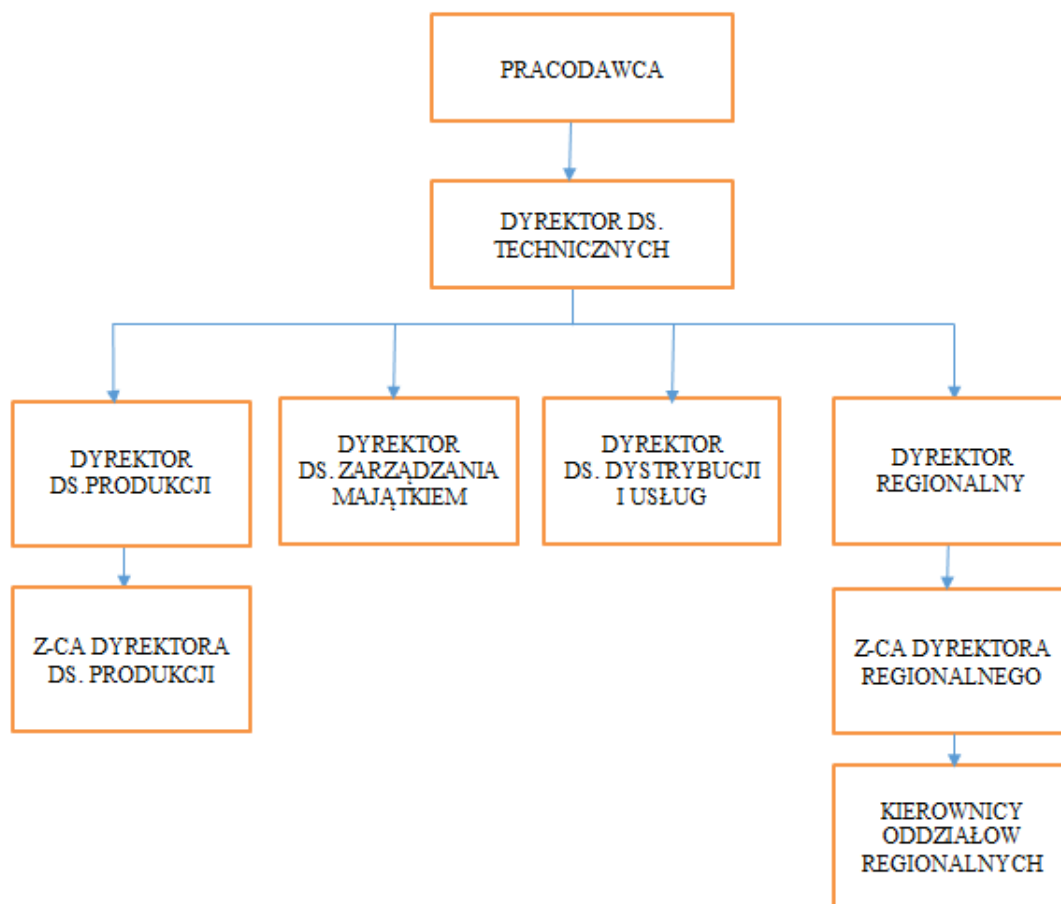 PRACODAWCA
DYREKTOR DS.
TECHNICZNYCH
DYREKTOR
DS.PRODUKCJI
DYREKTOR
DS. ZARZĄDZANIA
MAJĄTKIEM
DYREKTOR
DS. DYSTRYBUCJI
I USŁUG
DYREKTOR
REGIONALNY
Z-CA DYREKTORA
DS. PRODUKCJI
Z-CA DYREKTORA
REGIONALNEGO
KIEROWNICY
ODDZIAŁOW
REGIONALNYCH